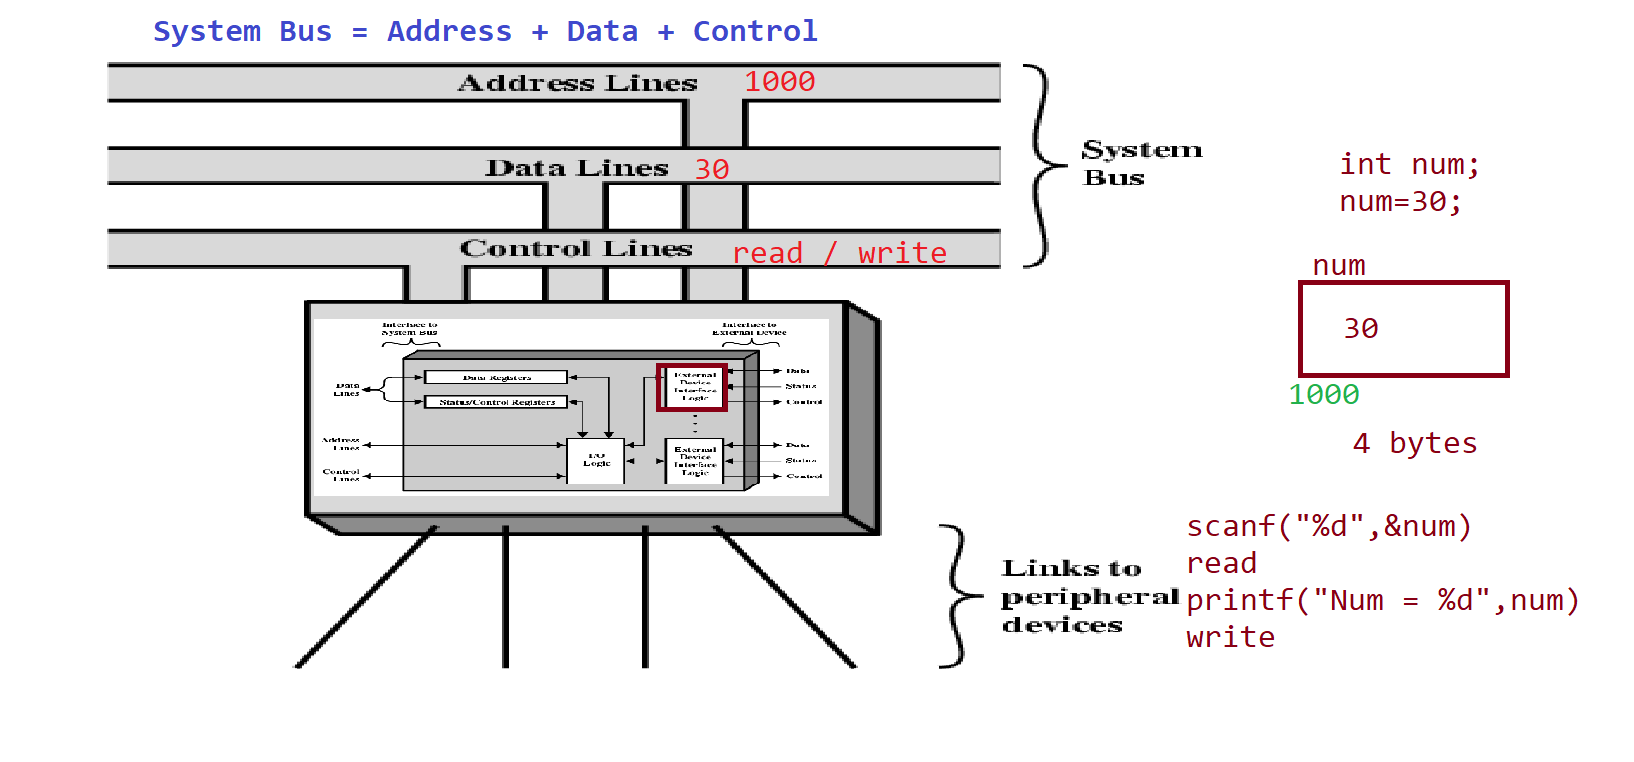 System Bus = Address + Data + Control
Address Lines 1000
Data Lines 30
Control Lines read / write
System
Bus
int num;
num=30;
num
30
1000
4 bytes
Interface to
System Bus
Interface to
External Device
Data
Lines
Data Registers
Status/Control Registers
Address
Lines
Control
Lines
I/O
Logic
External
Device
Interface
Logic
Data
Status
Control
External
Device
Interface
Logic
Data
Status
Control
Links to
peripheral
devices
scanf("%d",&num)
read
printf("Num = %d",num)
write